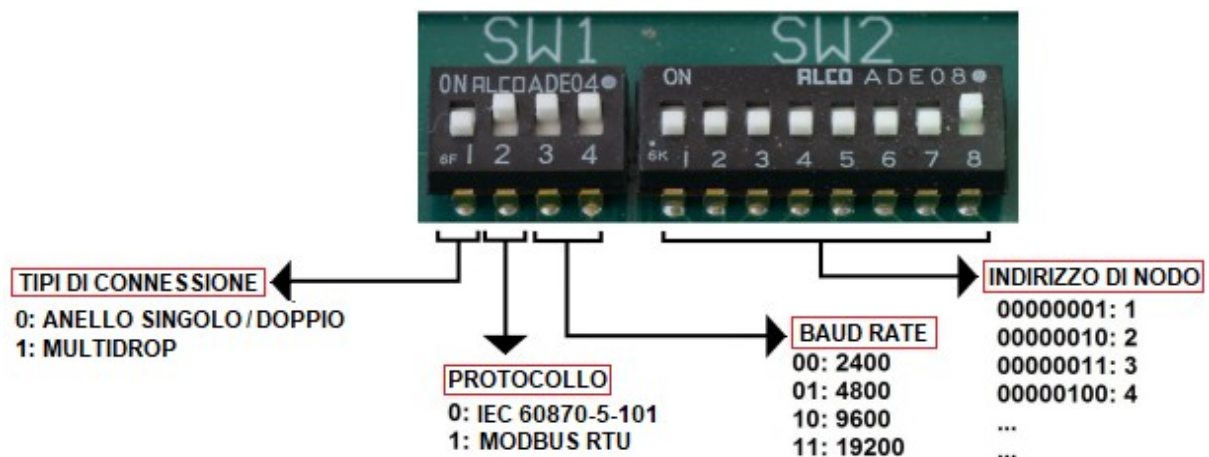 SW1 SW2
ON ALCO ADE04
ON ALCO ADE08
6F 1 2 3 4
6K 1 2 3 4 5 6 7 8
TIPI DI CONNESSIONE
0: ANELLO SINGOLO / DOPPIO
1: MULTIDROP
PROTOCOLLO
0: IEC 60870-5-101
1: MODBUS RTU
BAUD RATE
00: 2400
01: 4800
10: 9600
11: 19200
INDIRIZZO DI NODO
00000001: 1
00000010: 2
00000011: 3
00000100: 4
...
...